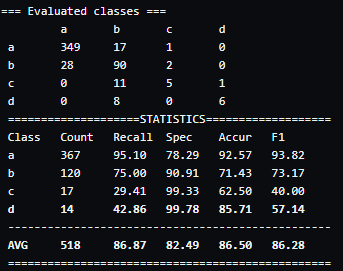 === Evaluated classes ===
a b c d
a 349 17 1 0
b 28 90 2 0
c 0 11 5 1
d 0 8 0 6
====================STATISTICS===================
Class Count Recall Spec Accur F1
a 367 95.10 78.29 92.57 93.82
b 120 75.00 90.91 71.43 73.17
c 17 29.41 99.33 62.50 40.00
d 14 42.86 99.78 85.71 57.14
-------------------------------------------------
AVG 518 86.87 82.49 86.50 86.28
=================================================